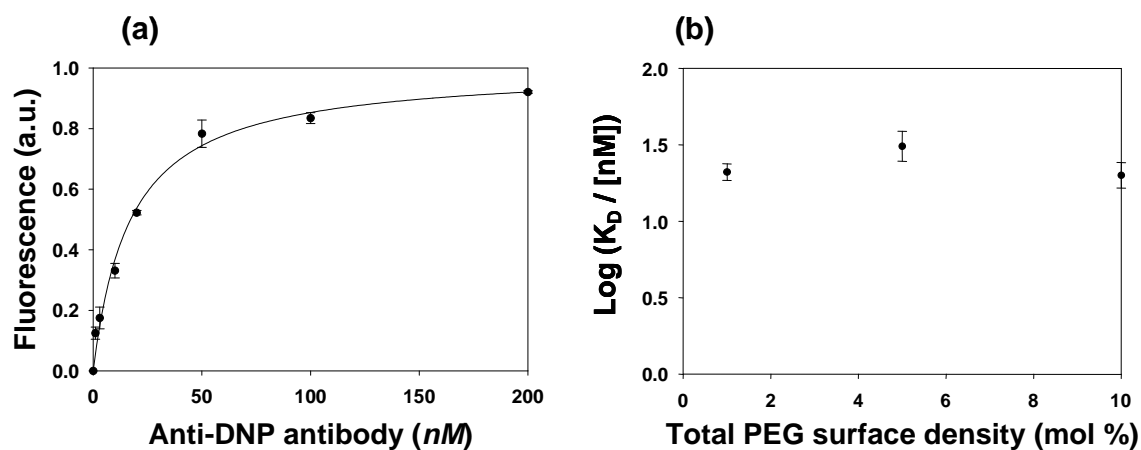 (a)
Fluorescence (a.u.)
1.0
0.8
0.6
0.4
0.2
0.0
0 50 100 150 200
Anti-DNP antibody (nM)
(b)
Log (K_D / [nM])
2.0
1.5
1.0
0.5
0.0
0 2 4 6 8 10
Total PEG surface density (mol %)